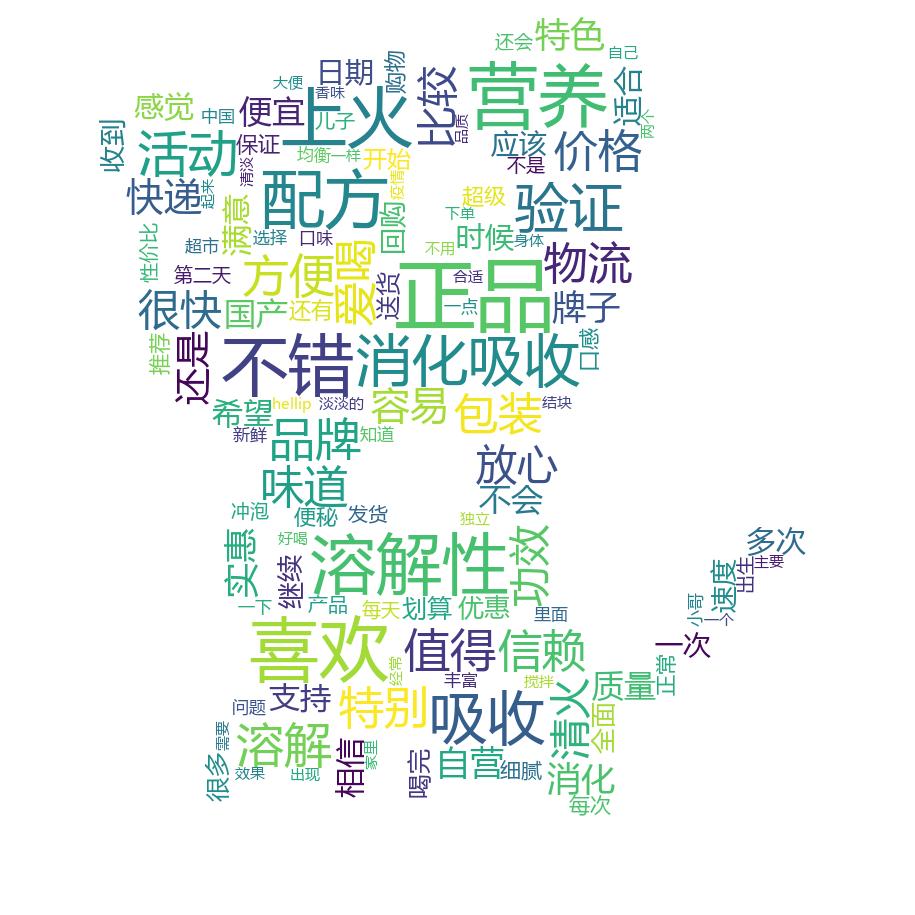 还会
特色
自己
大便
日期
购物
香味
上火
比较
品质
营养
适合
两个
感觉
中国
便宜
儿子
收到
活动
保证
清淡
均衡一样
开始
疫情
应该
不是
价格
快递
起来
满意
选择
口味
配方
回购
超级
下单
验证
性价比
超市
第二天
方便
爱喝
送货
不用
时候
身体
物流
很快
国产
还有
正品
合适
一点
牌子
推荐
还是
不错
消化吸收
口感
希望
hellip
淡淡的
容易
包装
结块
新鲜
品牌
知道
放心
味道
不会
冲泡
便秘
发货
独立
好喝
实惠
继续
溶解性
功效
多次
主要
出生
速度
小哥
一个
一下
产品
每天
划算
优惠
里面
喜欢
经常
值得
信赖
一次
正常
丰富
搅拌
质量
问题
支持
特别
吸收
清火
全面
需要
很多
溶解
效果
出现
相信
家里
喝完
自营
细腻
消化
每次